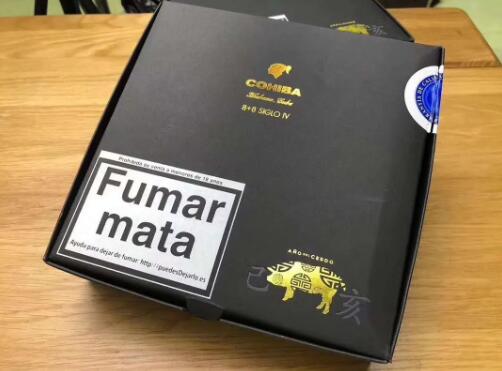 COHIBA
Habana, Cuba
8+8 SIGLO IV
Prohibida su venta a menores de 18 años
Fumar
mata
Ayuda para dejar de fumar: http://puedesDejarlo.es
AÑO DEL CERDO
己 亥